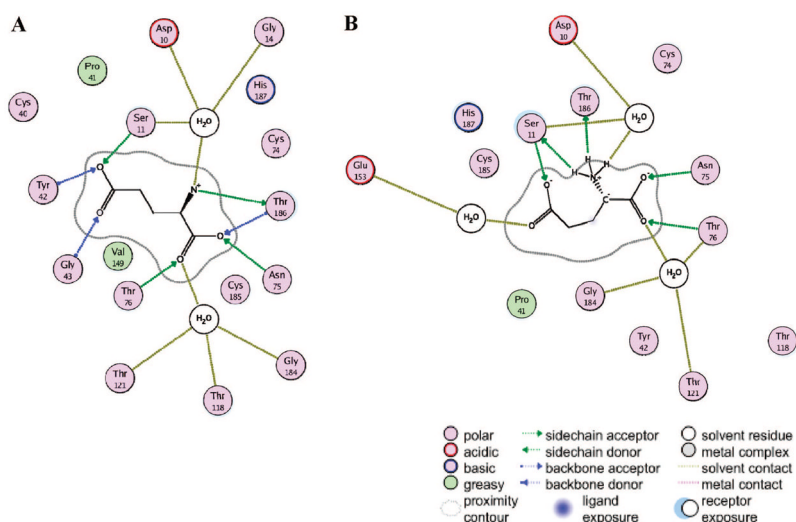 A
Asp
10
Gly
14
Pro
41
His
187
Cys
40
Ser
11
H₂O
Cys
74
O
O
Tyr
42
N⁺
Thr
186
O
O
Gly
43
Val
149
Thr
76
Cys
185
Asn
75
H₂O
Thr
121
Thr
118
Gly
184
B
Asp
10
Cys
74
Thr
186
His
187
Ser
11
H₂O
Cys
185
H
H
H
N⁺
Glu
153
Asn
75
O
O⁻
C
H₂O
O
O
Thr
76
H₂O
Gly
184
Pro
41
Tyr
42
Thr
118
Thr
121
polar
acidic
basic
greasy
proximity
contour
sidechain acceptor
sidechain donor
backbone acceptor
backbone donor
ligand
exposure
solvent residue
metal complex
solvent contact
metal contact
receptor
exposure